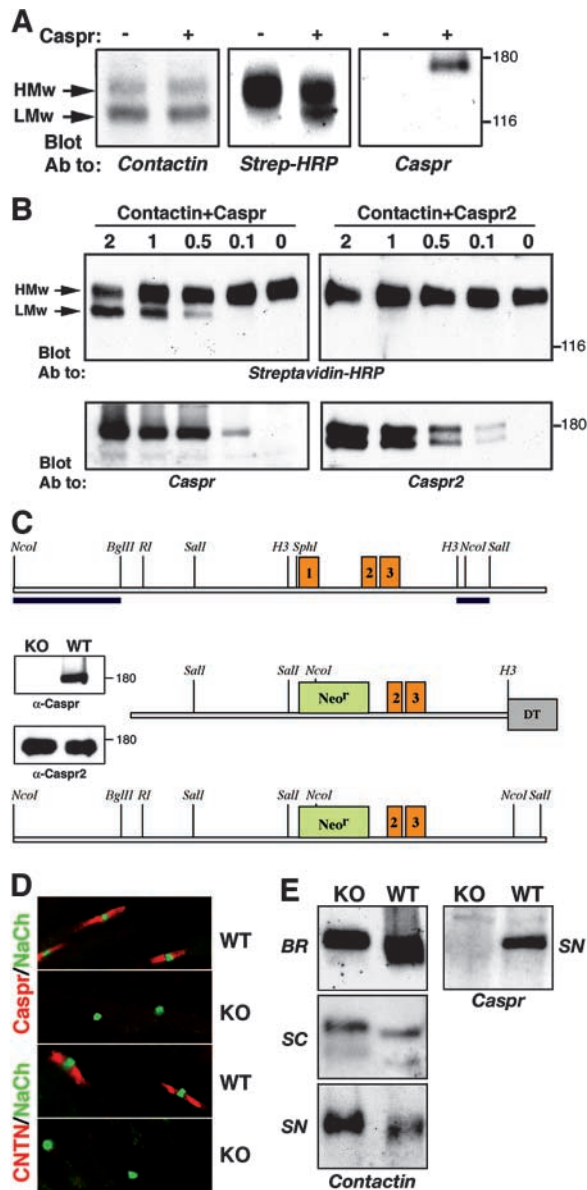 A
Caspr: - + - + - +
180
HMw
LMw
116
Blot
Ab to: Contactin Strep-HRP Caspr
B
Contactin+Caspr Contactin+Caspr2
2 1 0.5 0.1 0 2 1 0.5 0.1 0
HMw
LMw
116
Blot
Ab to: Streptavidin-HRP
180
Blot
Ab to: Caspr Caspr2
C
NcoI BglII RI SalI H3 SphI H3 NcoI SalI
1 2 3
KO WT
180
α-Caspr
180
α-Caspr2
SalI SalI NcoI H3
Neor 2 3 DT
NcoI BglII RI SalI SalI NcoI NcoI SalI
Neor 2 3
D
Caspr/NaCh
WT
KO
CNTN/NaCh
WT
KO
E
KO WT KO WT
BR SN
Caspr
SC
SN
Contactin